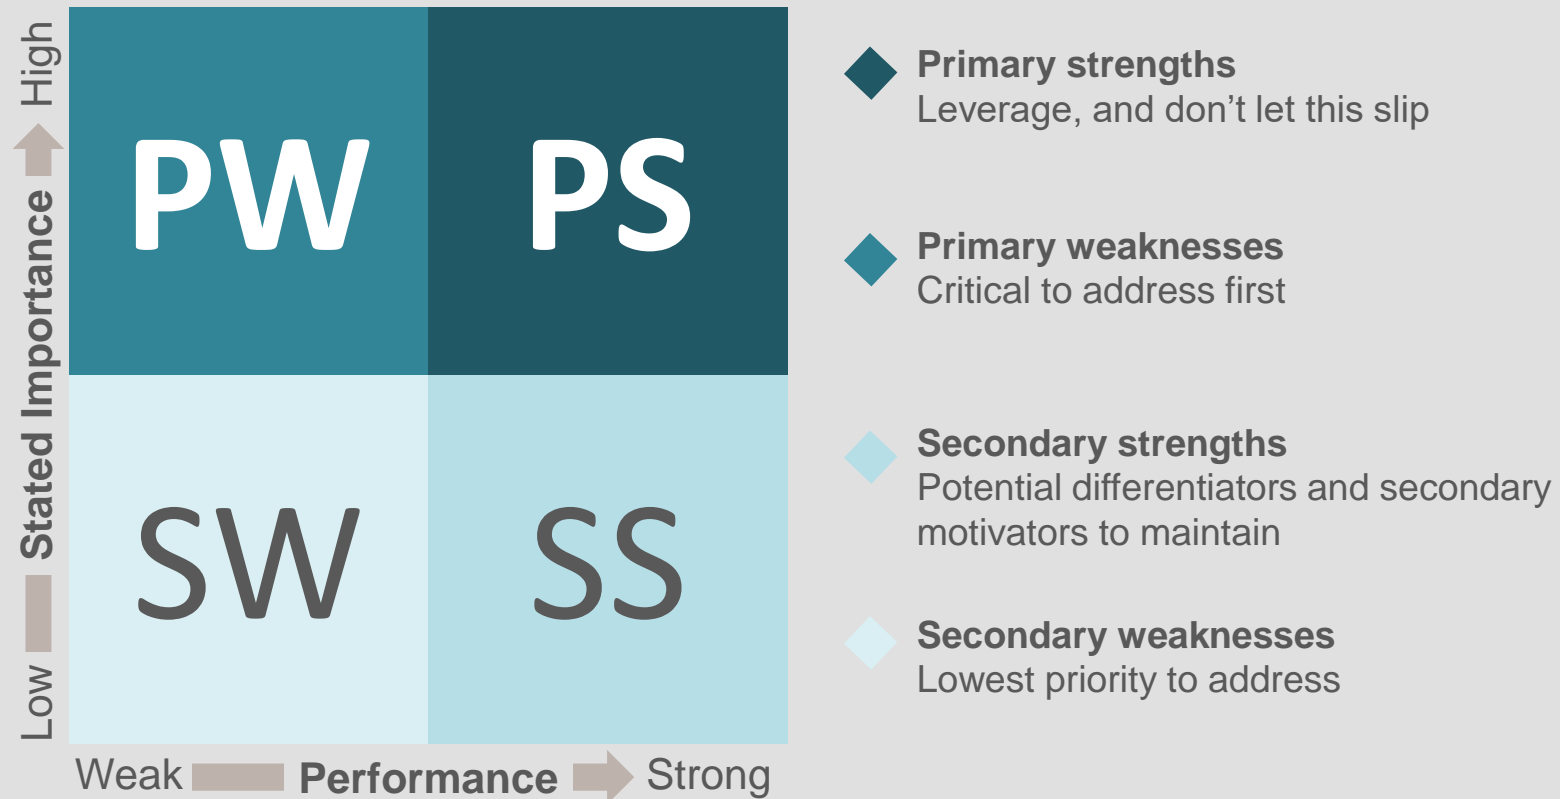 High
Stated Importance
Low
PW
PS
SW
SS
Weak
Performance
Strong
Primary strengths
Leverage, and don’t let this slip
Primary weaknesses
Critical to address first
Secondary strengths
Potential differentiators and secondary
motivators to maintain
Secondary weaknesses
Lowest priority to address